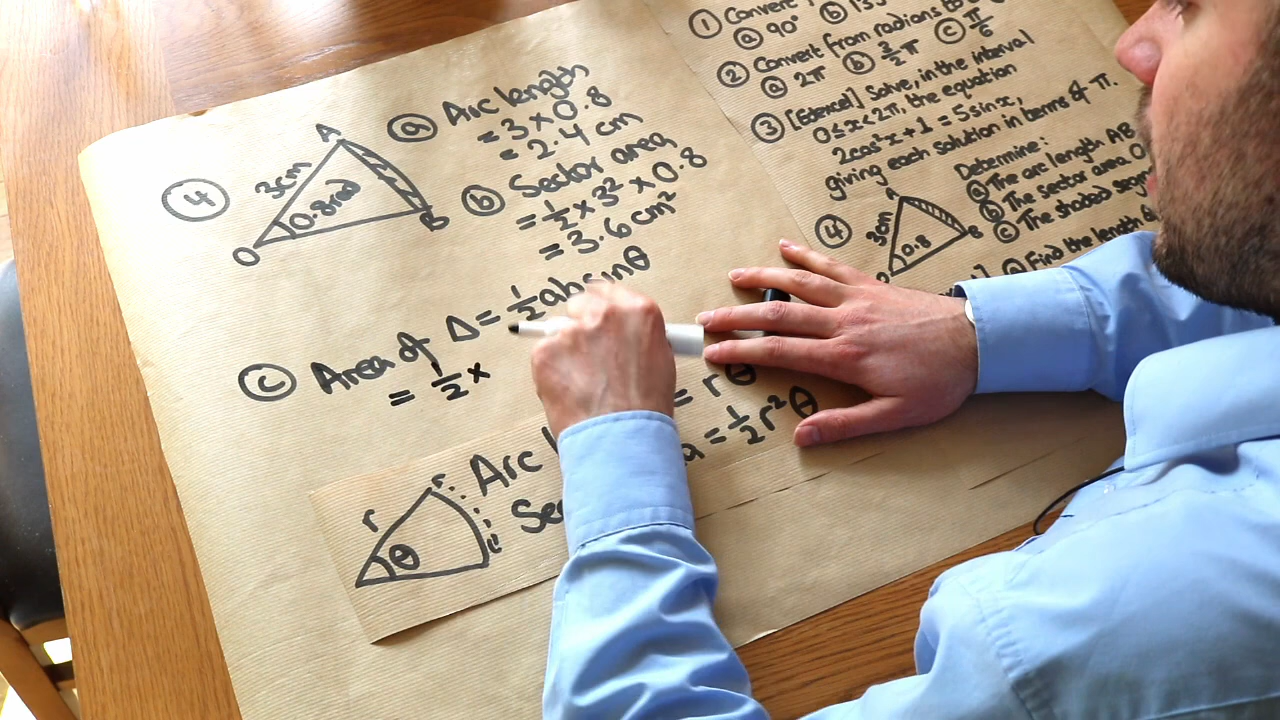 ④
A
3cm
0.8rad
O
B
ⓐ Arc length
= 3 × 0.8
= 2.4 cm
ⓑ Sector area
= ½ × 3² × 0.8
= 3.6 cm²
ⓒ Area of Δ = ½ab sinθ
= ½ ×
r
θ
Arc
= rθ
= ½r²θ
① Convert
ⓐ 90° ⓑ
② Convert from radians to
ⓐ 2π ⓑ 3/2 π ⓒ π/6
③ [Edexcel] Solve, in the interval
0 ≤ x < 2π, the equation
2cos²x + 1 = 5sinx,
giving each solution in terms of π.
④
A
3cm
0.8
B
Determine:
ⓐ The arc length AB
ⓑ The sector area
ⓒ The shaded
ⓐ Find the length